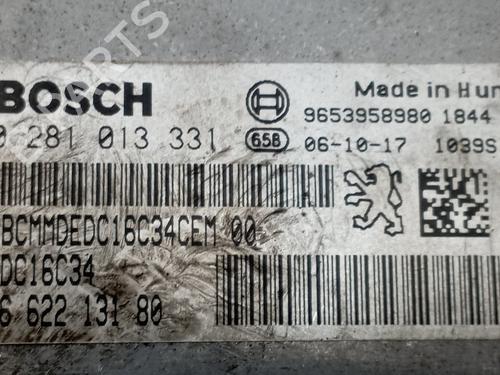 BOSCH
Made in Hun
9653958980 1844
0 281 013 331
65B
06-10-17 1039S
BCMMDEDC16C34CEM 00
DC16C34
6 622 131 80